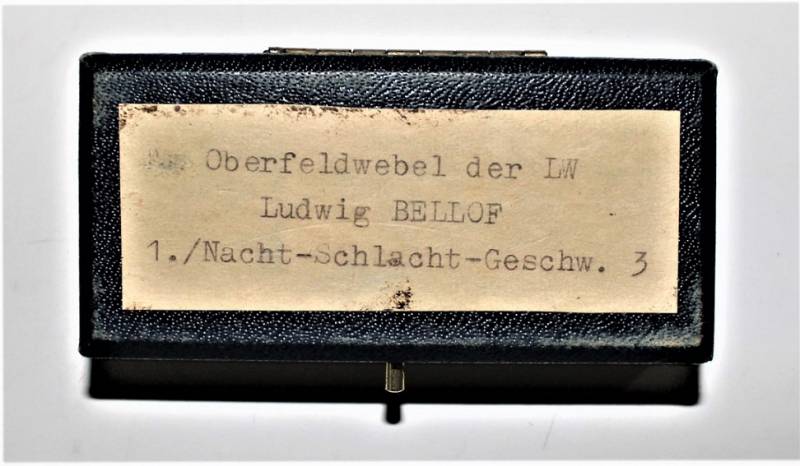 Oberfeldwebel der LW
Ludwig BELLOF
1./Nacht-Schlacht-Geschw. 3